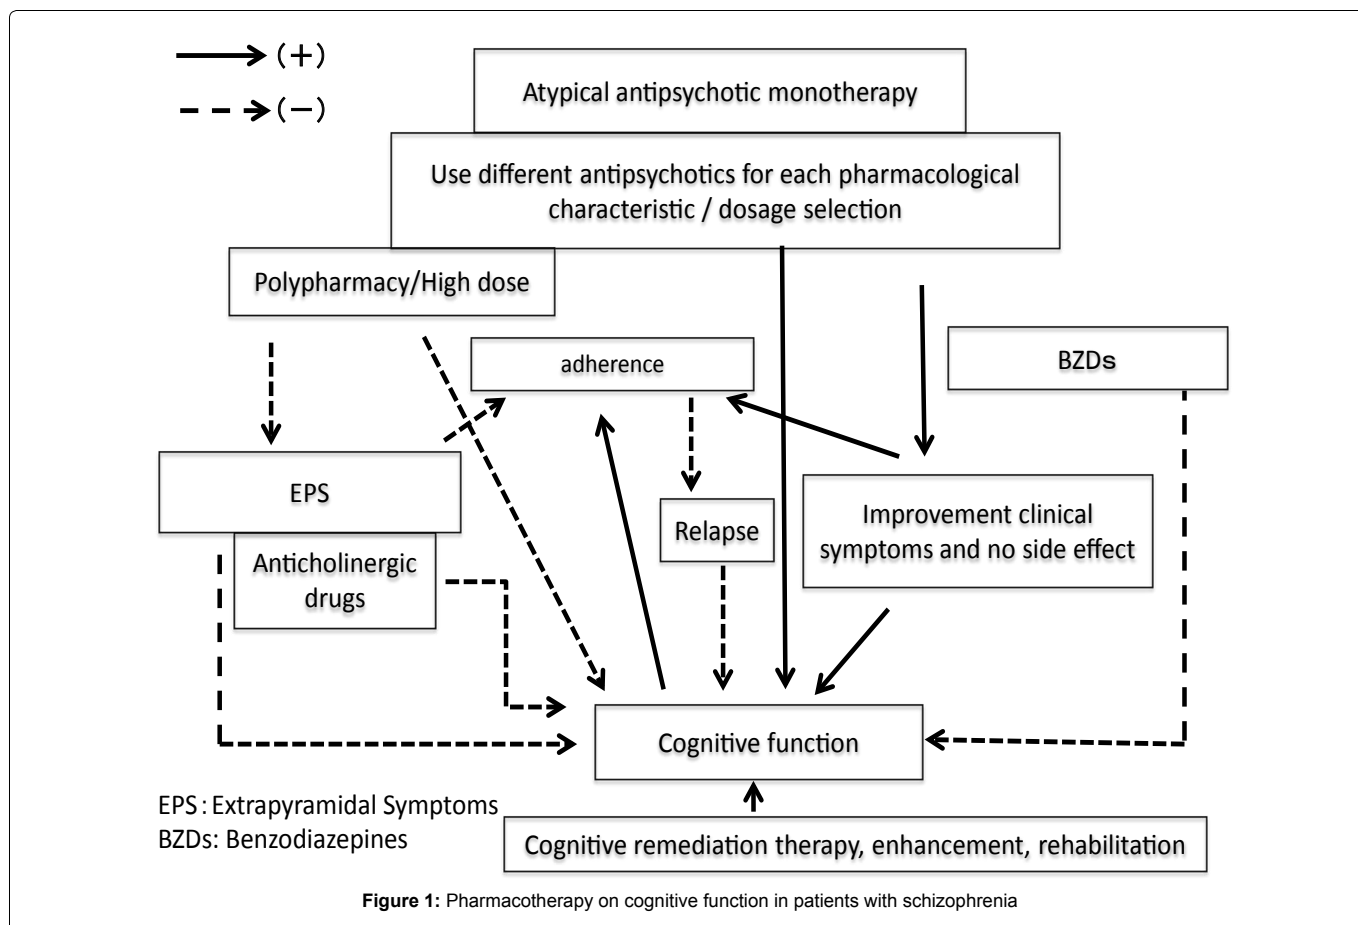 (+)
(−)
Atypical antipsychotic monotherapy
Use different antipsychotics for each pharmacological
characteristic / dosage selection
Polypharmacy/High dose
adherence
BZDs
EPS
Relapse
Improvement clinical
symptoms and no side effect
Anticholinergic
drugs
Cognitive function
EPS : Extrapyramidal Symptoms
BZDs: Benzodiazepines
Cognitive remediation therapy, enhancement, rehabilitation
Figure 1: Pharmacotherapy on cognitive function in patients with schizophrenia